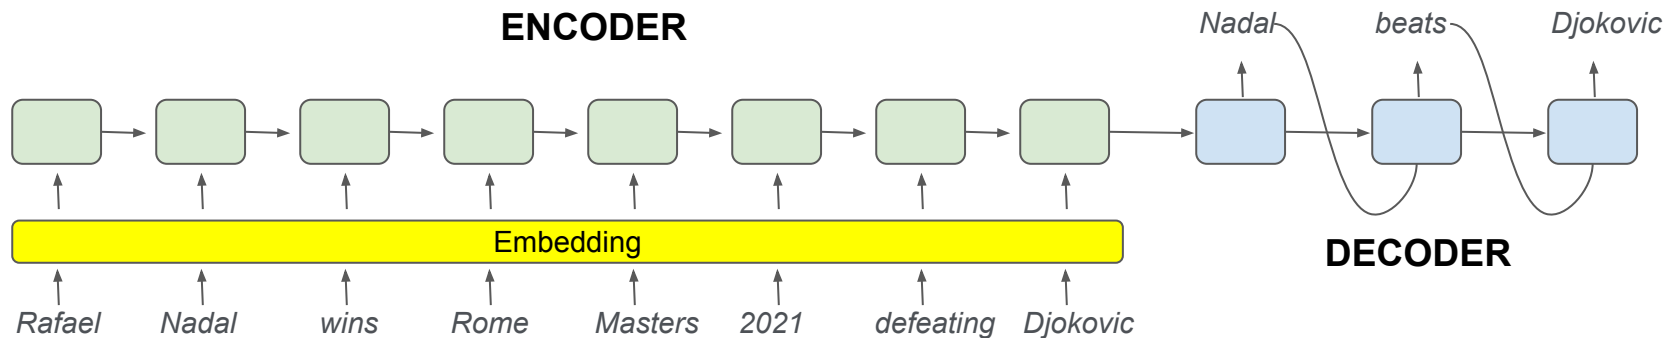 ENCODER
Nadal beats Djokovic
Embedding
DECODER
Rafael Nadal wins Rome Masters 2021 defeating Djokovic